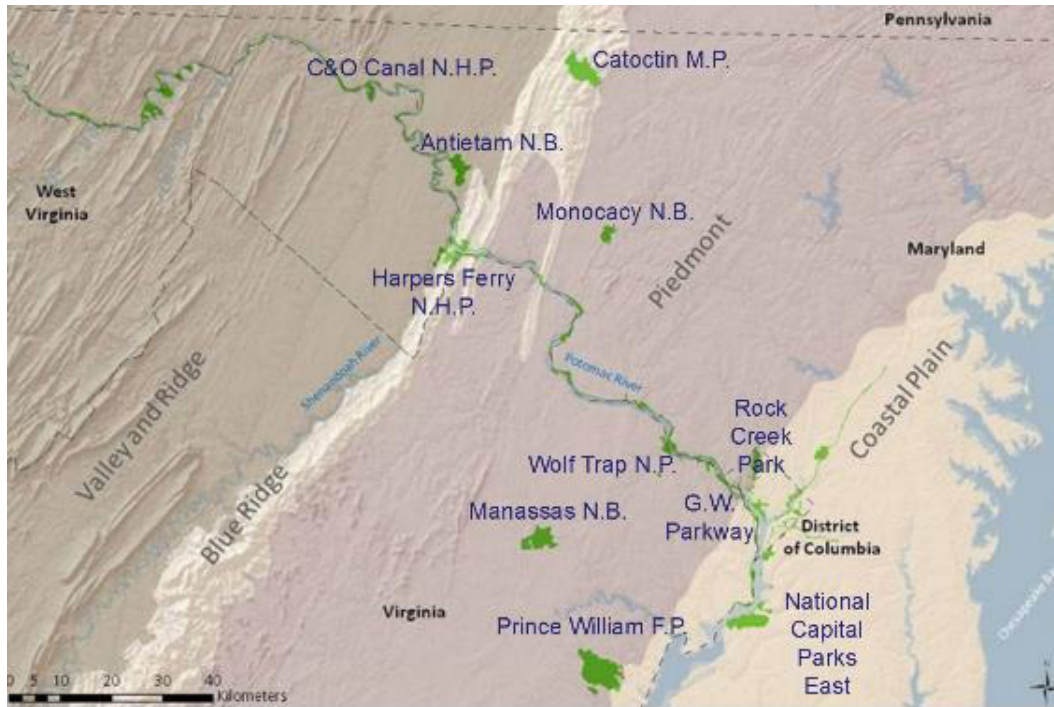 Pennsylvania
C&O Canal N.H.P.
Catoctin M.P.
Antietam N.B.
West
Virginia
Monocacy N.B.
Piedmont
Maryland
Harpers Ferry
N.H.P.
Shenandoah River
Potomac River
Valley and Ridge
Blue Ridge
Rock
Creek
Park
Coastal Plain
Wolf Trap N.P.
G.W.
Parkway
Manassas N.B.
District
of Columbia
Virginia
Prince William F.P.
National
Capital
Parks
East
0 5 10 20 30 40
Kilometers